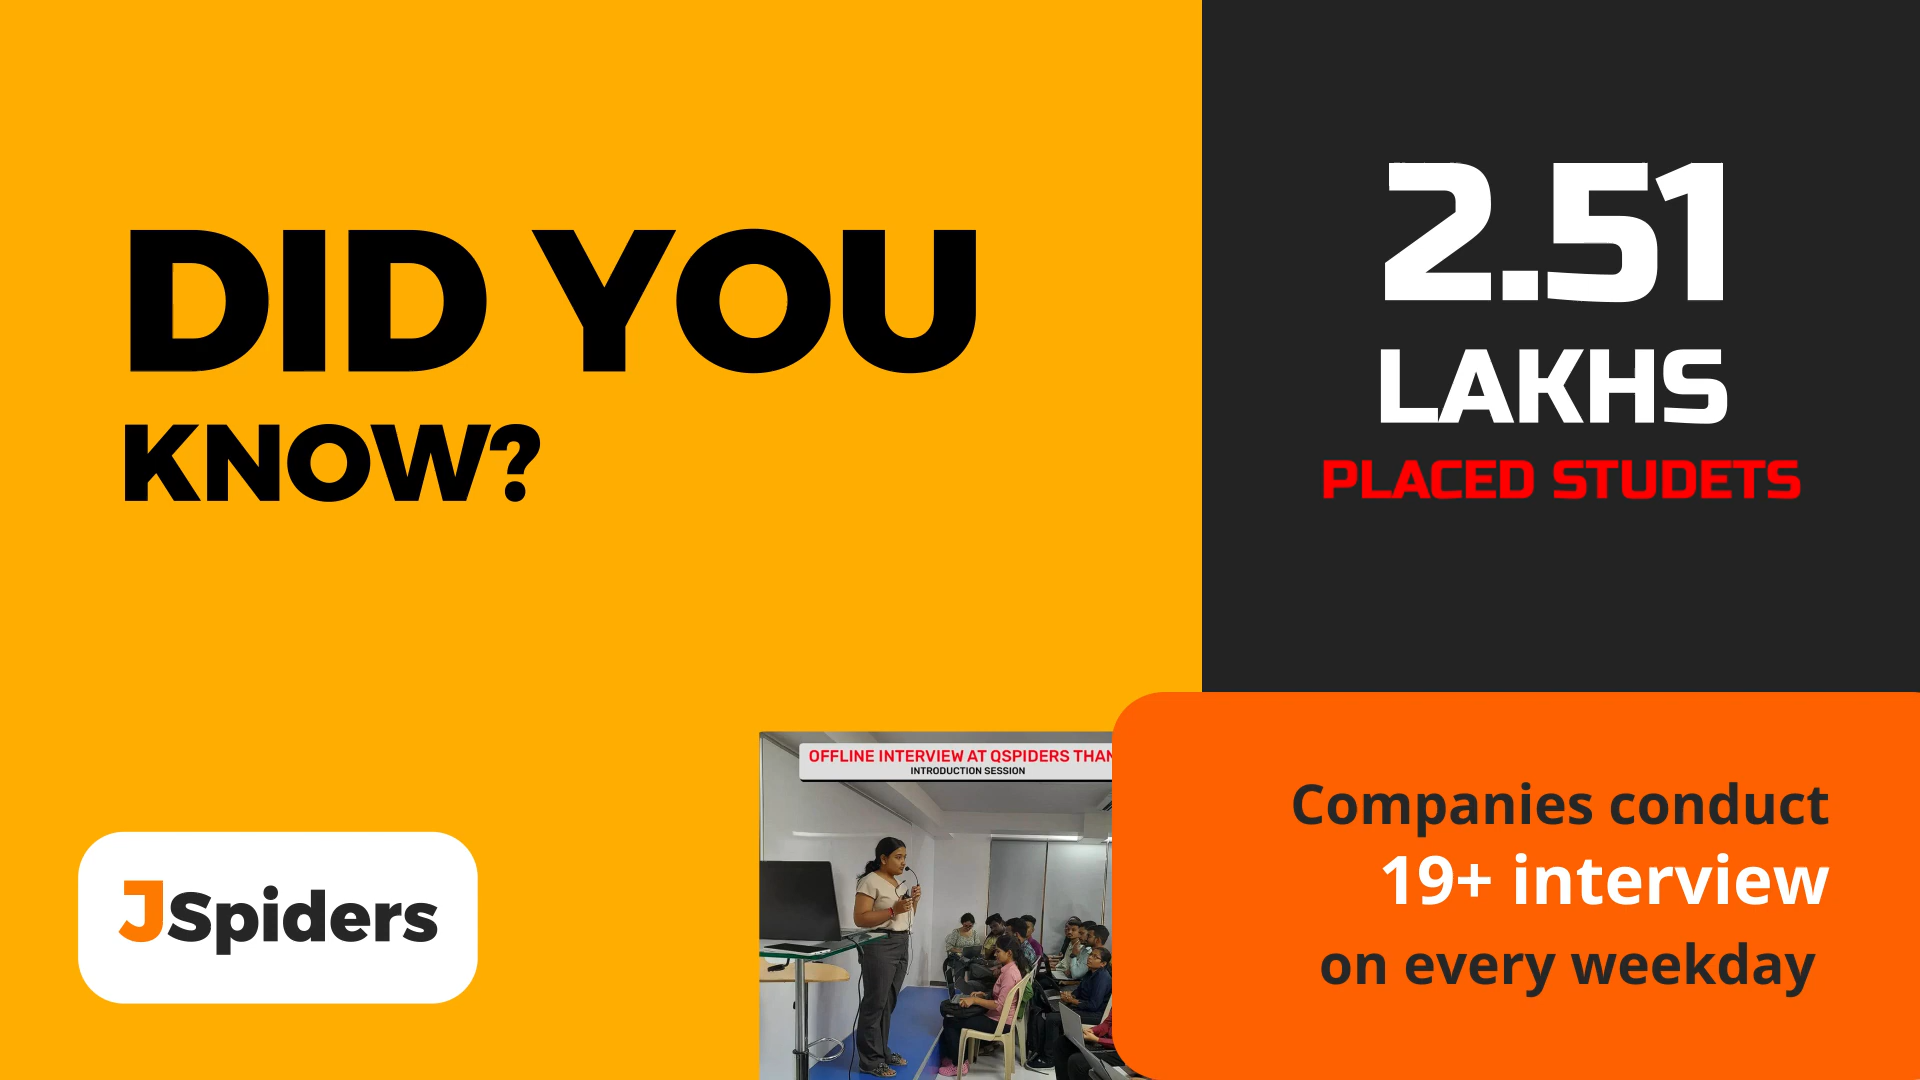 DID YOU
KNOW?
2.51
LAKHS
PLACED STUDETS
OFFLINE INTERVIEW AT QSPIDERS
INTRODUCTION SESSION
JSpiders
Companies conduct
19+ interview
on every weekday